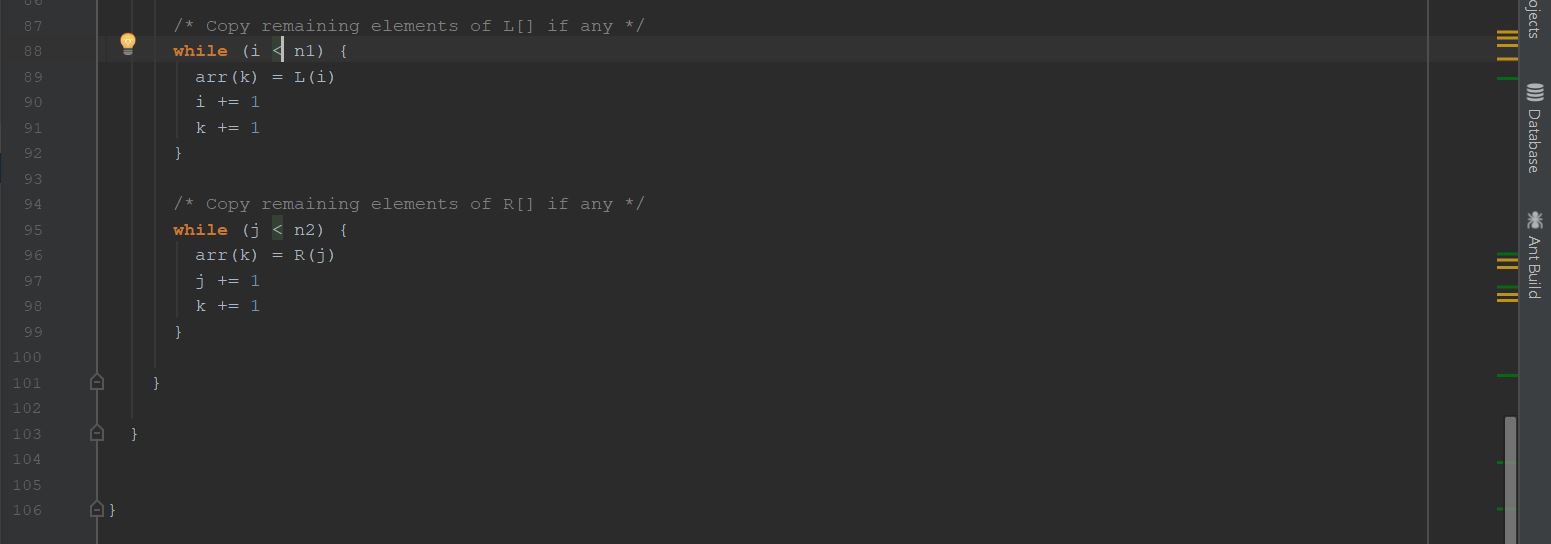 87 /* Copy remaining elements of L[] if any */
88 while (i < n1) {
89 arr(k) = L(i)
90 i += 1
91 k += 1
92 }
93
94 /* Copy remaining elements of R[] if any */
95 while (j < n2) {
96 arr(k) = R(j)
97 j += 1
98 k += 1
99 }
100
101 }
102
103 }
104
105
106 }
ojects
Database
Ant Build